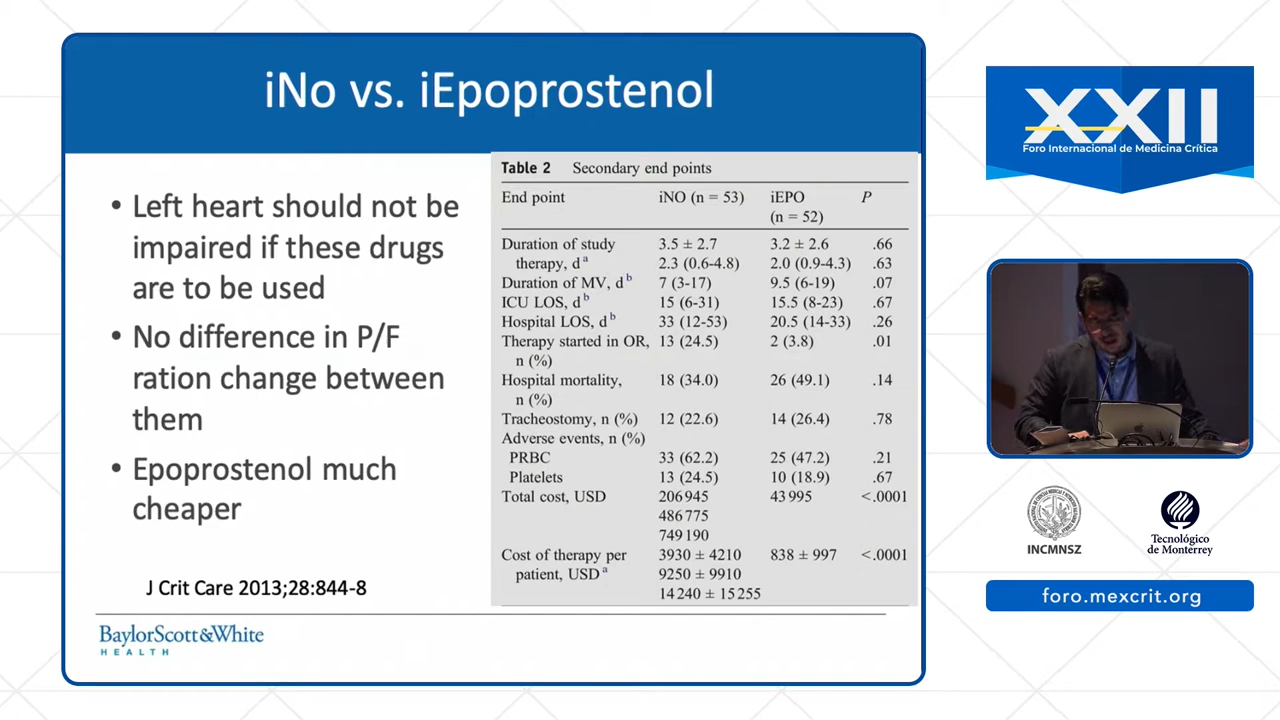 iNo vs. iEpoprostenol
• Left heart should not be
impaired if these drugs
are to be used
• No difference in P/F
ration change between
them
• Epoprostenol much
cheaper
J Crit Care 2013;28:844-8
BaylorScott&White
HEALTH
Table 2 Secondary end points
End point iNO (n = 53) iEPO P
(n = 52)
Duration of study 3.5 ± 2.7 3.2 ± 2.6 .66
therapy, d a 2.3 (0.6-4.8) 2.0 (0.9-4.3) .63
Duration of MV, d b 7 (3-17) 9.5 (6-19) .07
ICU LOS, d b 15 (6-31) 15.5 (8-23) .67
Hospital LOS, d b 33 (12-53) 20.5 (14-33) .26
Therapy started in OR, 13 (24.5) 2 (3.8) .01
n (%)
Hospital mortality, 18 (34.0) 26 (49.1) .14
n (%)
Tracheostomy, n (%) 12 (22.6) 14 (26.4) .78
Adverse events, n (%)
PRBC 33 (62.2) 25 (47.2) .21
Platelets 13 (24.5) 10 (18.9) .67
Total cost, USD 206 945 43 995 <.0001
486 775
749 190
Cost of therapy per 3930 ± 4210 838 ± 997 <.0001
patient, USD a 9250 ± 9910
14 240 ± 15 255
XXII
Foro Internacional de Medicina Crítica
INCMNSZ
Tecnológico
de Monterrey
foro.mexcrit.org